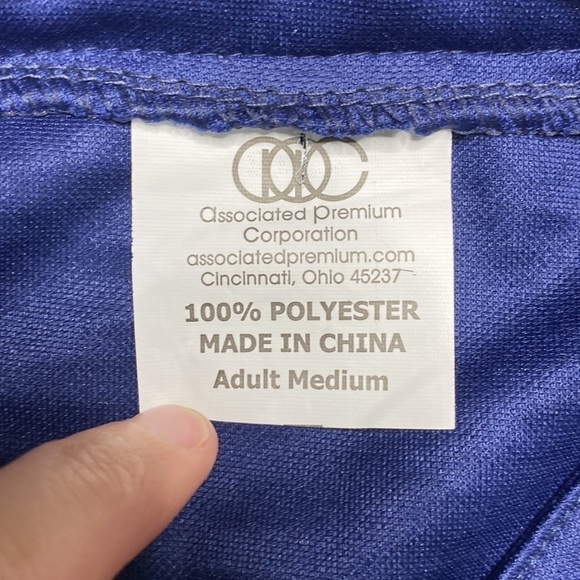 associated premium
Corporation
associatedpremium.com
Cincinnati, Ohio 45237
100% POLYESTER
MADE IN CHINA
Adult Medium